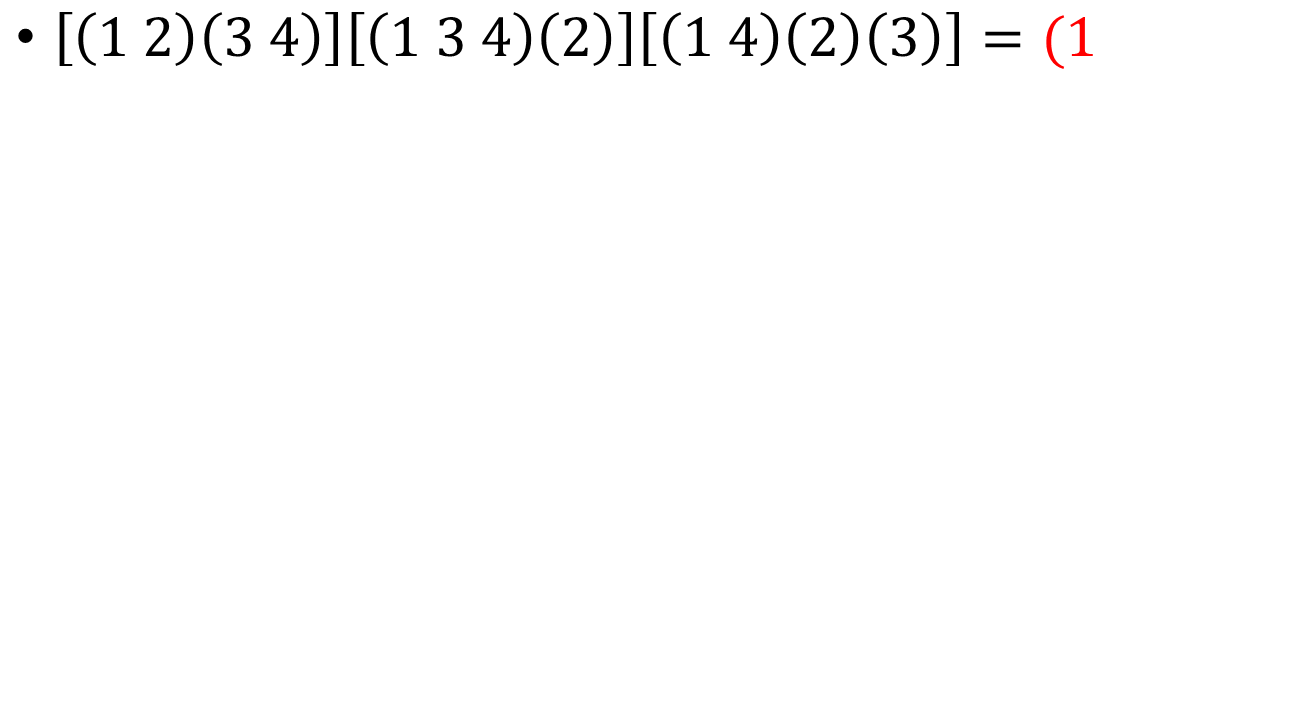 • [(1 2)(3 4)][(1 3 4)(2)][(1 4)(2)(3)] = (1